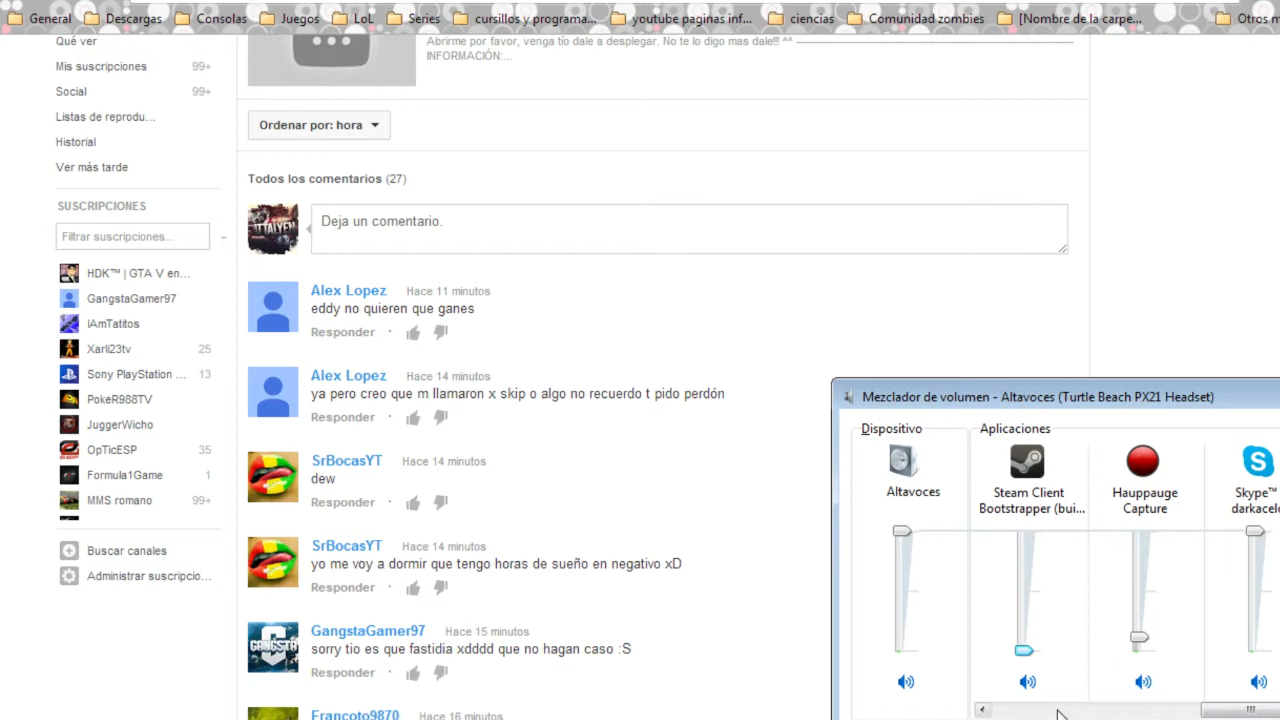 General
Descargas
Consolas
Juegos
LoL
Series
cursillos y programa...
youtube paginas inf...
ciencias
Comunidad zombies
[Nombre de la carpe...
Otros m
Qué ver
Mis suscripciones 99+
Social 99+
Listas de reprodu...
Historial
Ver más tarde
SUSCRIPCIONES
Filtrar suscripciones...
HDK™ | GTA V en...
GangstaGamer97
IAmTatitos
Xarli23tv 25
Sony PlayStation ... 13
PokeR988TV
JuggerWicho
OpTicESP 35
Formula1Game 1
MMS romano 99+
Buscar canales
Administrar suscripcio...
Abrirme por favor, venga tío dale a desplegar. No te lo digo mas dale!!! ^^
INFORMACIÓN:...
Ordenar por: hora
Todos los comentarios (27)
Deja un comentario.
Alex Lopez Hace 11 minutos
eddy no quieren que ganes
Responder ·
Alex Lopez Hace 14 minutos
ya pero creo que m llamaron x skip o algo no recuerdo t pido perdón
Responder ·
SrBocasYT Hace 14 minutos
dew
Responder ·
SrBocasYT Hace 14 minutos
yo me voy a dormir que tengo horas de sueño en negativo xD
Responder ·
GANGSTA
GangstaGamer97 Hace 15 minutos
sorry tio es que fastidia xdddd que no hagan caso :S
Responder ·
Francoto9870 Hace 16 minutos
Mezclador de volumen - Altavoces (Turtle Beach PX21 Headset)
Dispositivo
Aplicaciones
Altavoces
Steam Client
Bootstrapper (bui...
Hauppauge
Capture
Skype™
darkacel